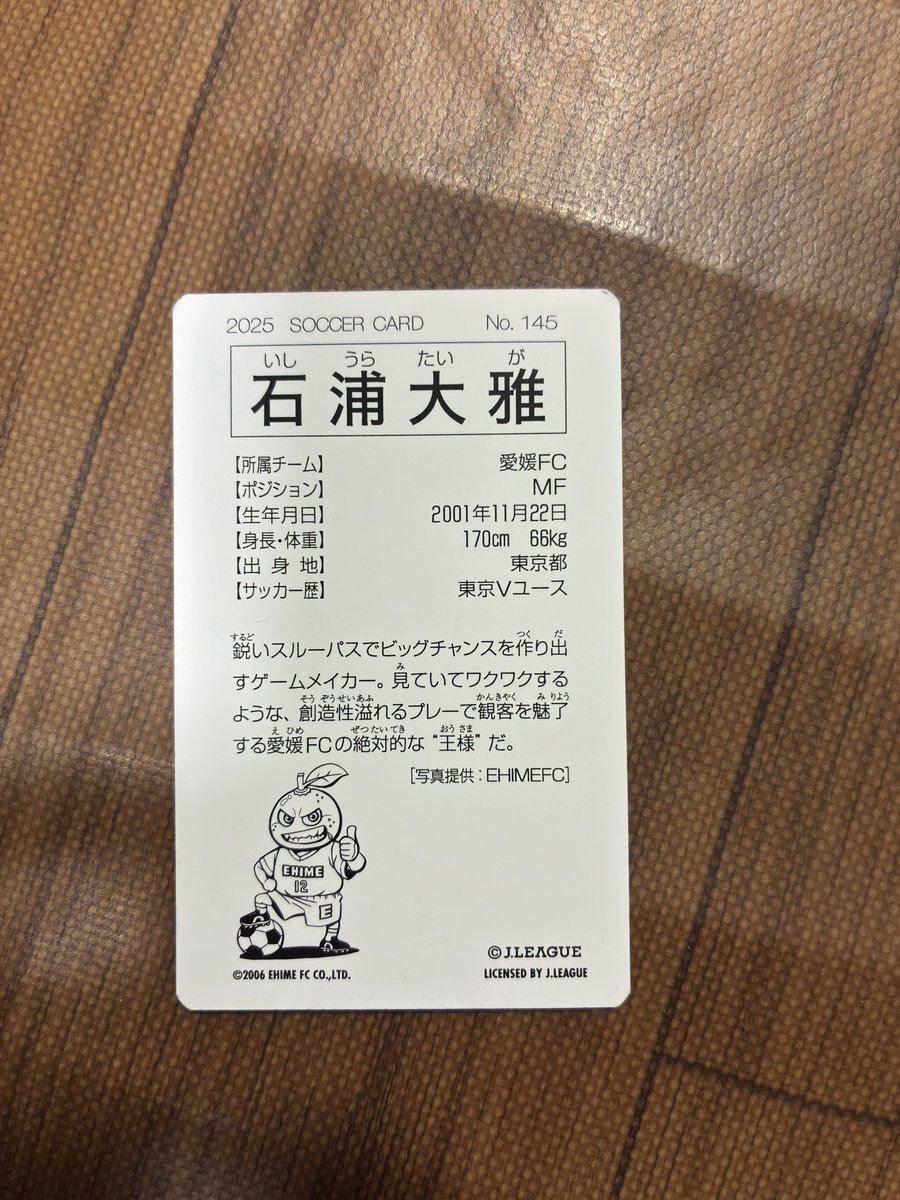 2025 SOCCER CARD No. 145
いし うら たい が
石浦大雅
【所属チーム】 愛媛FC
【ポジション】 MF
【生年月日】 2001年11月22日
【身長・体重】 170cm 66kg
【出身地】 東京都
【サッカー歴】 東京Vユース
するど つく だ
鋭いスルーパスでビッグチャンスを作り出
み
すゲームメイカー。見ていてワクワクする
そうぞうせいあふ かんきゃく みりょう
ような、創造性溢れるプレーで観客を魅了
えひめ ぜったいてき おうさま
する愛媛FCの絶対的な“王様”だ。
[写真提供：EHIMEFC]
EHIME
12
E
©J.LEAGUE
©2006 EHIME FC CO.,LTD. LICENSED BY J.LEAGUE